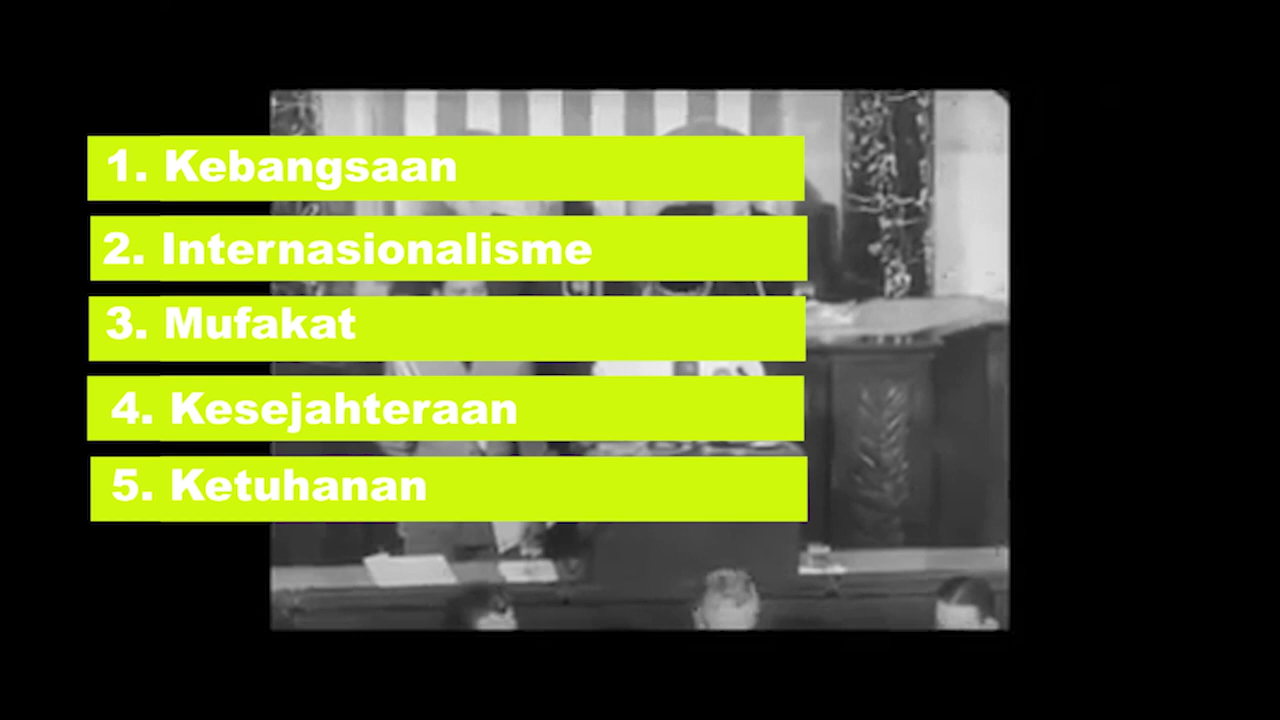 1. Kebangsaan
2. Internasionalisme
3. Mufakat
4. Kesejahteraan
5. Ketuhanan